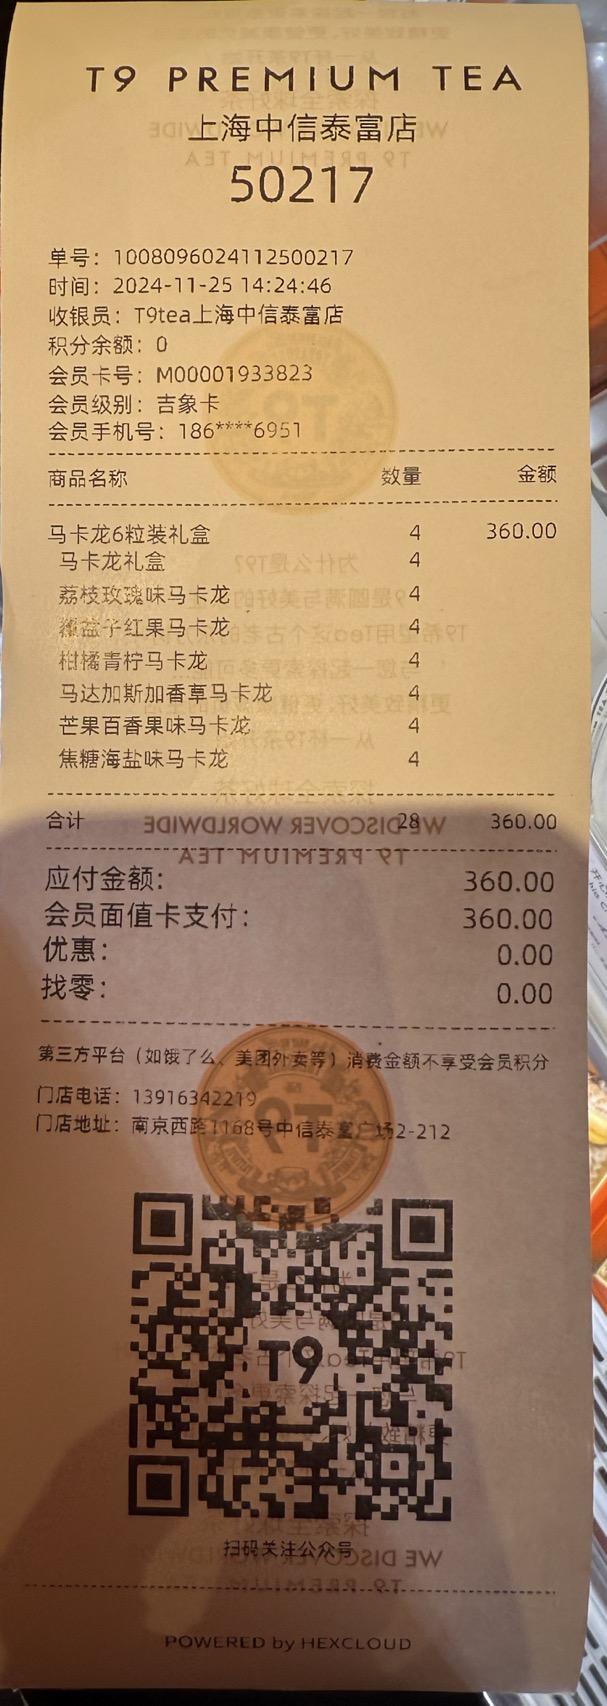 T9 PREMIUM TEA
上海中信泰富店
50217
单号：1008096024112500217
时间：2024-11-25 14:24:46
收银员：T9tea上海中信泰富店
积分余额：0
会员卡号：M00001933823
会员级别：吉象卡
会员手机号：186****6951
商品名称 数量 金额
马卡龙6粒装礼盒 4 360.00
马卡龙礼盒 4
荔枝玫瑰味马卡龙 4
覆盆子红果马卡龙 4
柑橘青柠马卡龙 4
马达加斯加香草马卡龙 4
芒果百香果味马卡龙 4
焦糖海盐味马卡龙 4
合计 28 360.00
应付金额： 360.00
会员面值卡支付： 360.00
优惠： 0.00
找零： 0.00
第三方平台（如饿了么、美团外卖等）消费金额不享受会员积分
门店电话：13916342219
门店地址：南京西路1168号中信泰富广场2-212
T9
扫码关注公众号
POWERED by HEXCLOUD